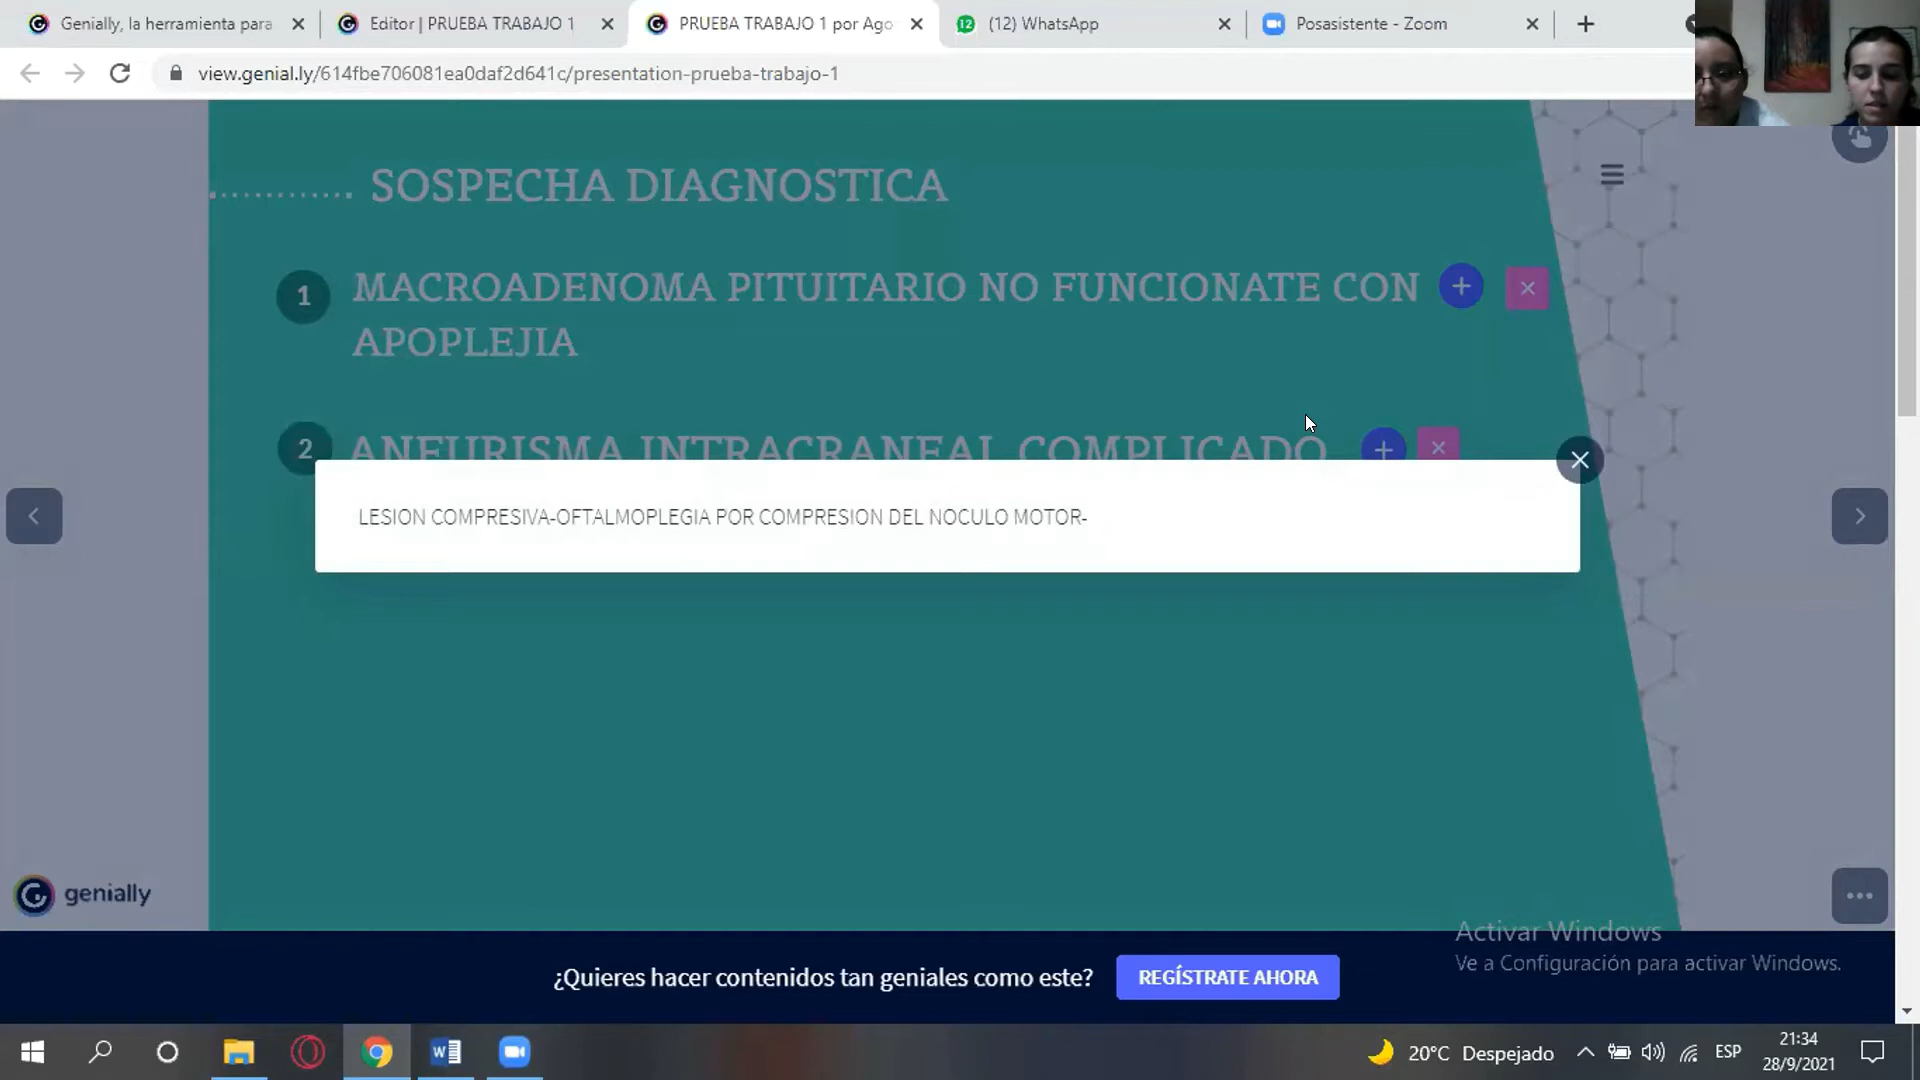 Genially, la herramienta para
Editor | PRUEBA TRABAJO 1
PRUEBA TRABAJO 1 por Ago
(12) WhatsApp
Posasistente - Zoom
view.genial.ly/614fbe706081ea0daf2d641c/presentation-prueba-trabajo-1
SOSPECHA DIAGNOSTICA
1
MACROADENOMA PITUITARIO NO FUNCIONATE CON
APOPLEJIA
2
ANEURISMA INTRACRANEAL COMPLICADO
LESION COMPRESIVA-OFTALMOPLEGIA POR COMPRESION DEL NOCULO MOTOR-
genially
Activar Windows
Ve a Configuración para activar Windows.
¿Quieres hacer contenidos tan geniales como este?
REGÍSTRATE AHORA
20°C Despejado
ESP
21:34
28/9/2021